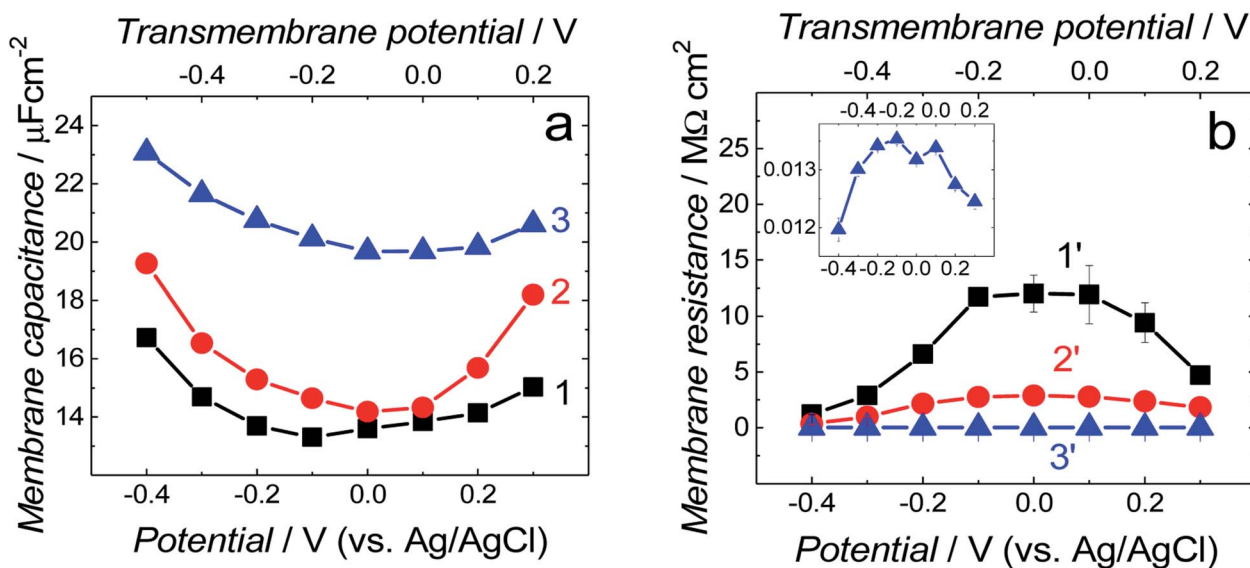 Transmembrane potential / V
-0.4 -0.2 0.0 0.2
a
Membrane capacitance / μFcm-2
24
22
20
18
16
14
3
2
1
-0.4 -0.2 0.0 0.2
Potential / V (vs. Ag/AgCl)
Transmembrane potential / V
-0.4 -0.2 0.0 0.2
b
Membrane resistance / MΩ cm2
25
20
15
10
5
0
-0.4 -0.2 0.0 0.2
0.013
0.012
-0.4 -0.2 0.0 0.2
1'
2'
3'
-0.4 -0.2 0.0 0.2
Potential / V (vs. Ag/AgCl)